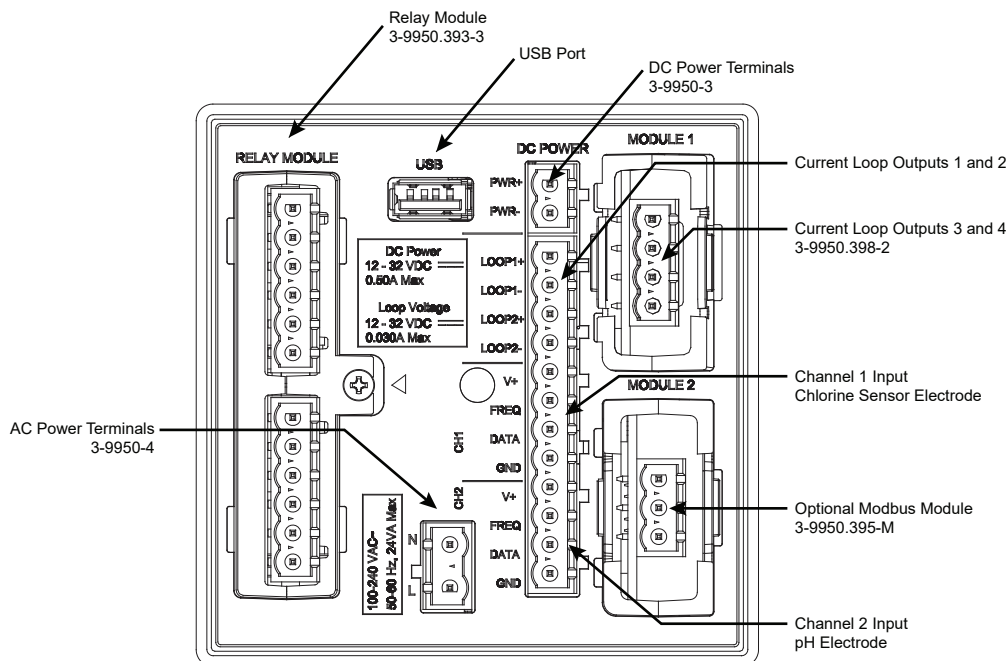 Relay Module
3-9950.393-3
USB Port
DC Power Terminals
3-9950-3
RELAY MODULE
USB
DC POWER
MODULE 1
PWR+
PWR-
Current Loop Outputs 1 and 2
Current Loop Outputs 3 and 4
3-9950.398-2
DC Power
12 - 32 VDC
0.50A Max
Loop Voltage
12 - 32 VDC
0.030A Max
LOOP1+
LOOP1-
LOOP2+
LOOP2-
V+
FREQ
DATA
GND
CH1
MODULE 2
Channel 1 Input
Chlorine Sensor Electrode
AC Power Terminals
3-9950-4
CH2
V+
FREQ
DATA
GND
100-240 VAC~
50-60 Hz, 24VA Max
N
L
Optional Modbus Module
3-9950.395-M
Channel 2 Input
pH Electrode